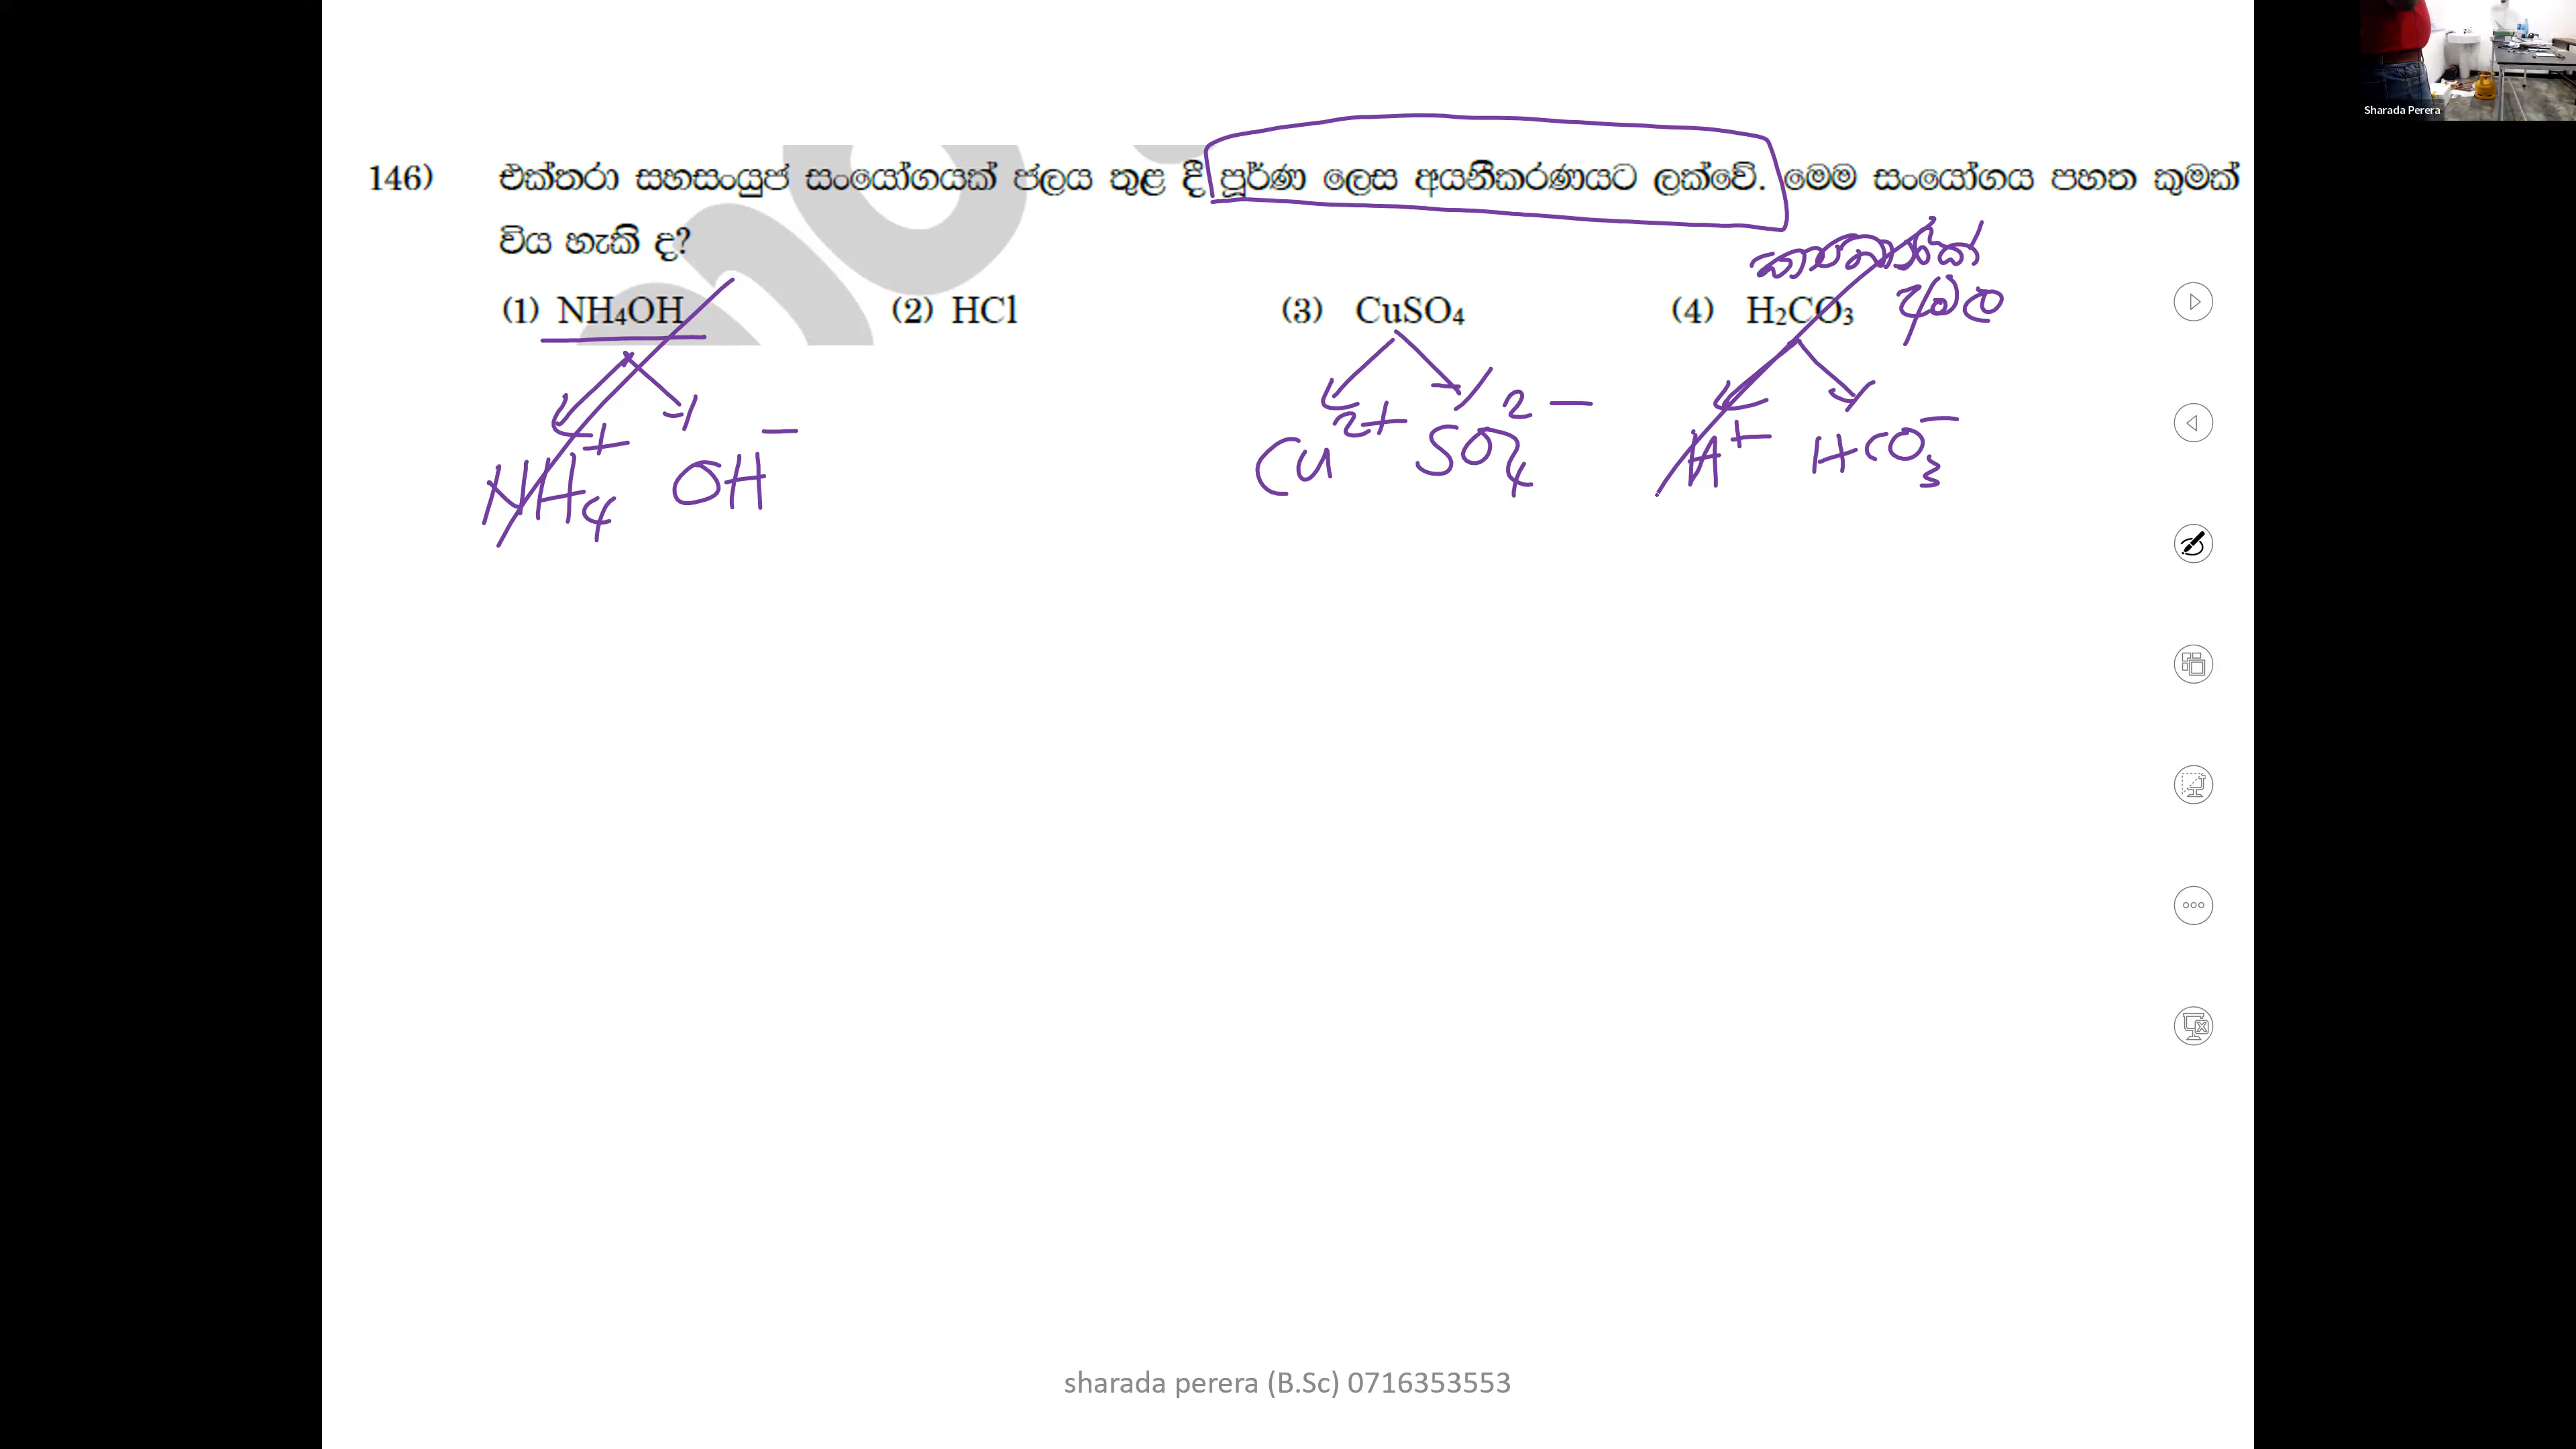 Sharada Perera
146) එක්තරා සහසංයුජ සංයෝගයක් ජලය තුළ දී පූර්ණ ලෙස අයනීකරණයට ලක්වේ. මෙම සංයෝගය පහත කුමක්
විය හැකි ද?
(1) NH₄OH (2) HCl (3) CuSO₄ (4) H₂CO₃
අම්ල
NH₄⁺ OH⁻ Cu²⁺ SO₄²⁻ H⁺ HCO₃⁻
sharada perera (B.Sc) 0716353553